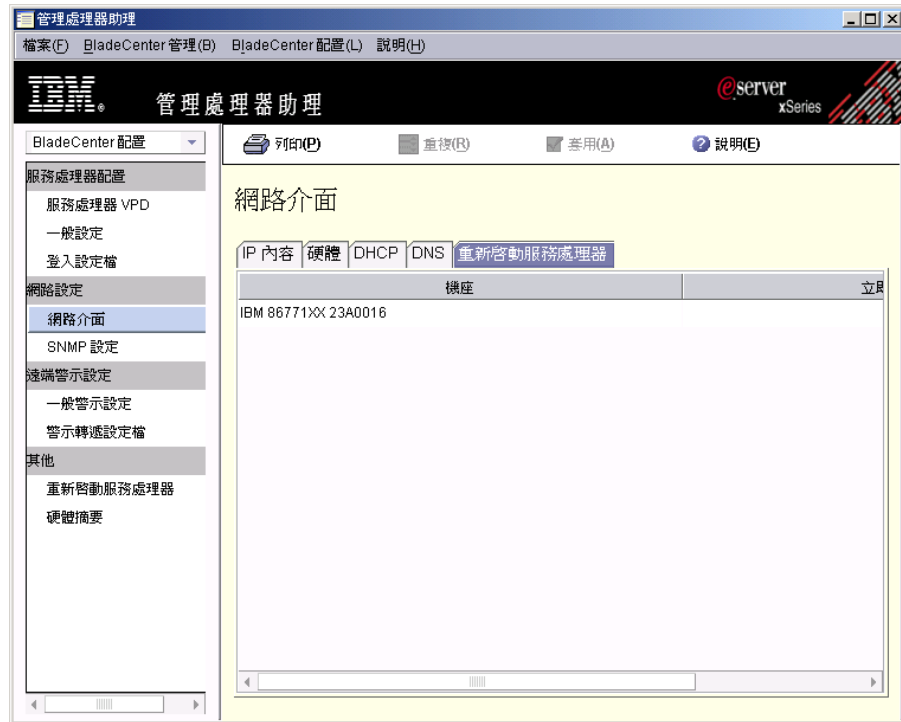 管理處理器助理
檔案(F) BladeCenter 管理(B) BladeCenter 配置(L) 説明(H)
IBM® 管理處理器助理 eserver
xSeries
BladeCenter 配置 列印(P) 重複(R) 套用(A) 説明(E)
服務處理器配置
服務處理器 VPD
一般設定
登入設定檔
網路設定
網路介面
SNMP 設定
遠端警示設定
一般警示設定
警示轉遞設定檔
其他
重新啓動服務處理器
硬體摘要
網路介面
IP 內容 硬體 DHCP DNS 重新啓動服務處理器
機座 立
IBM 86771XX 23A0016